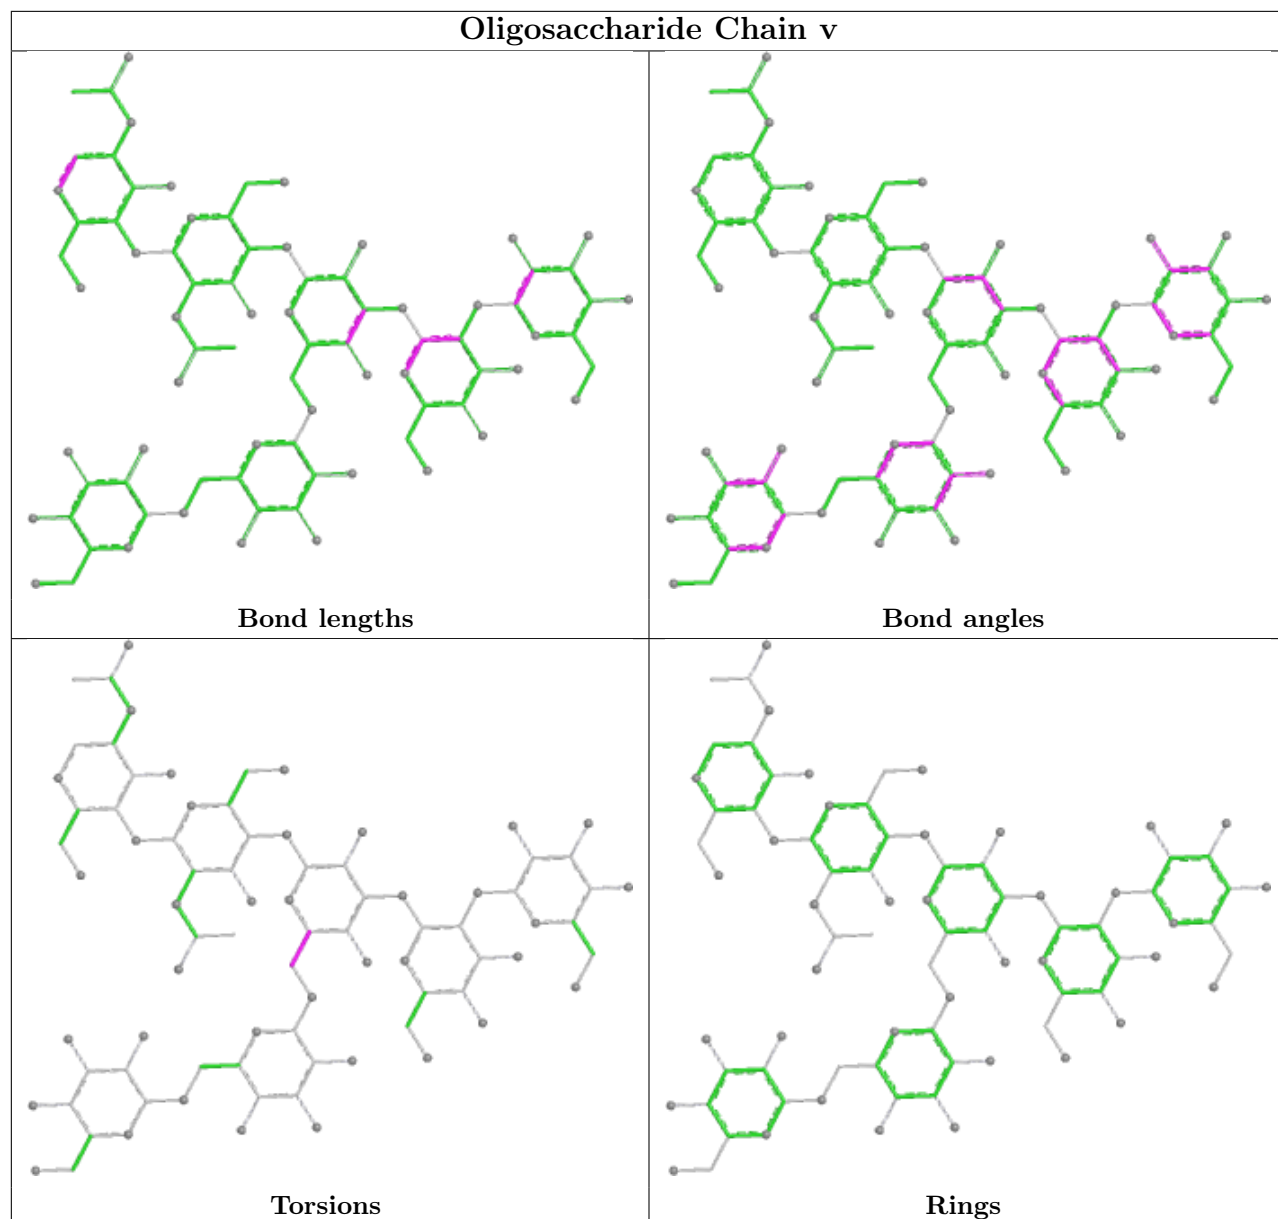 Oligosaccharide Chain v
Bond lengths
Bond angles
Torsions
Rings